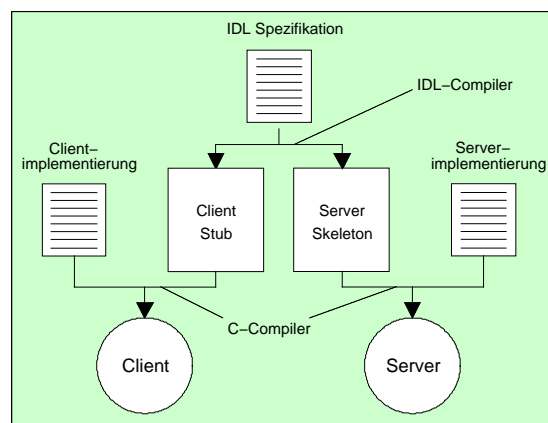 IDL Spezifikation
IDL−Compiler
Client−
implementierung
Server−
implementierung
Client
Stub
Server
Skeleton
C−Compiler
Client
Server